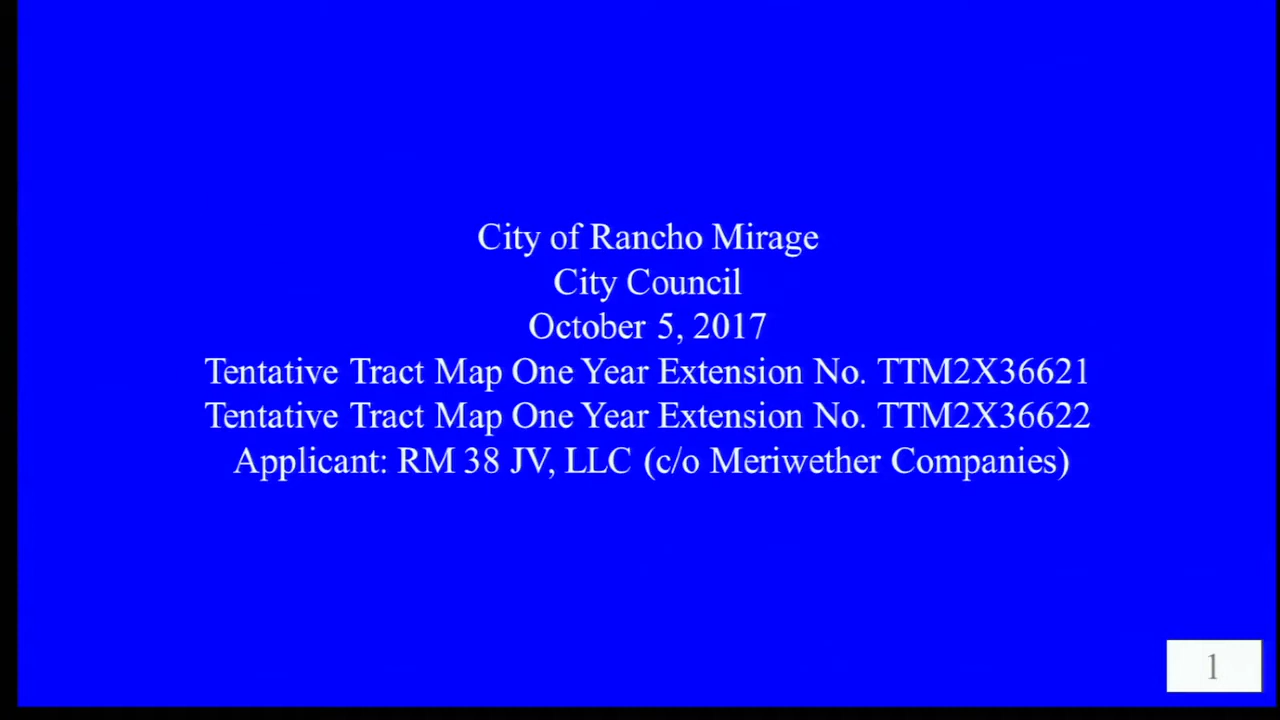 City of Rancho Mirage
City Council
October 5, 2017
Tentative Tract Map One Year Extension No. TTM2X36621
Tentative Tract Map One Year Extension No. TTM2X36622
Applicant: RM 38 JV, LLC (c/o Meriwether Companies)
1